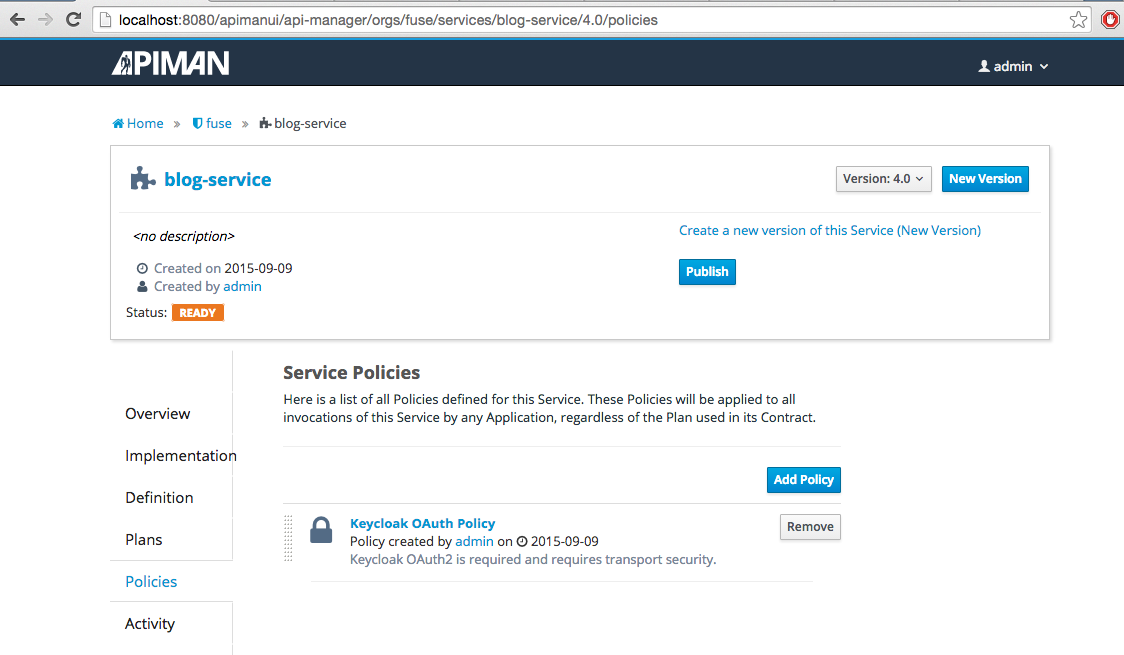 localhost:8080/apimanui/api-manager/orgs/fuse/services/blog-service/4.0/policies
APIMAN
admin
Home » fuse » blog-service
blog-service
Version: 4.0
New Version
<no description>
Create a new version of this Service (New Version)
Created on 2015-09-09
Publish
Created by admin
Status: READY
Service Policies
Here is a list of all Policies defined for this Service. These Policies will be applied to all
invocations of this Service by any Application, regardless of the Plan used in its Contract.
Overview
Implementation
Definition
Plans
Policies
Activity
Add Policy
Keycloak OAuth Policy
Remove
Policy created by admin on 2015-09-09
Keycloak OAuth2 is required and requires transport security.